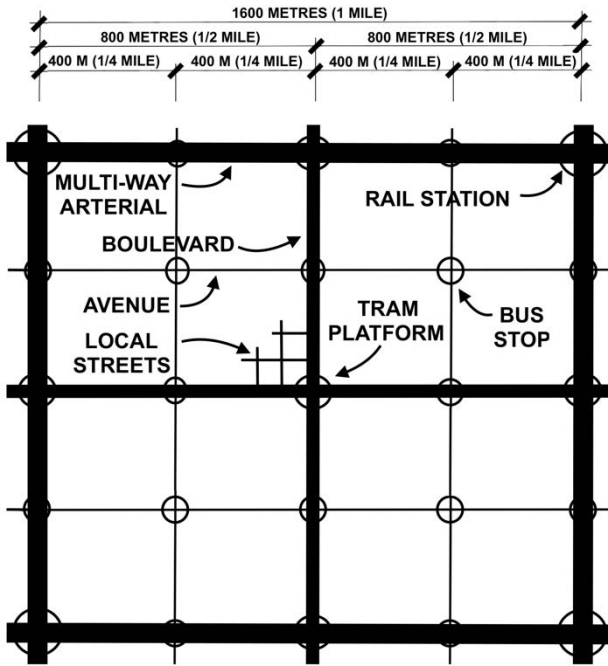 1600 METRES (1 MILE)
800 METRES (1/2 MILE)
800 METRES (1/2 MILE)
400 M (1/4 MILE)
400 M (1/4 MILE)
400 M (1/4 MILE)
400 M (1/4 MILE)
MULTI-WAY
ARTERIAL
RAIL STATION
BOULEVARD
AVENUE
LOCAL
STREETS
TRAM
PLATFORM
BUS
STOP